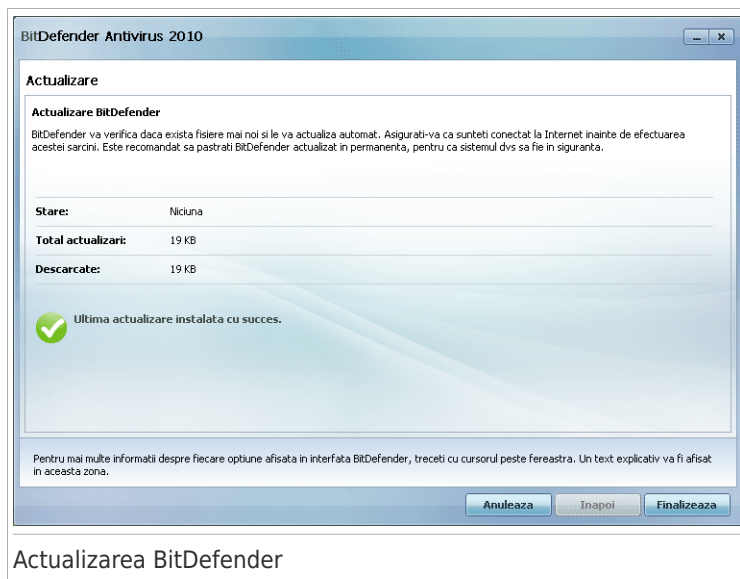 BitDefender Antivirus 2010
Actualizare
Actualizare BitDefender
BitDefender va verifica daca exista fisiere mai noi si le va actualiza automat. Asigurati-va ca sunteti conectat la Internet inainte de efectuarea
acestei sarcini. Este recomandat sa pastrati BitDefender actualizat in permanenta, pentru ca sistemul dvs sa fie in siguranta.
Stare: Niciuna
Total actualizari: 19 KB
Descarcate: 19 KB
Ultima actualizare instalata cu succes.
Pentru mai multe informatii despre fiecare optiune afisata in interfata BitDefender, treceti cu cursorul peste fereastra. Un text explicativ va fi afisat
in aceasta zona.
Anuleaza Inapoi Finalizeaza
Actualizarea BitDefender